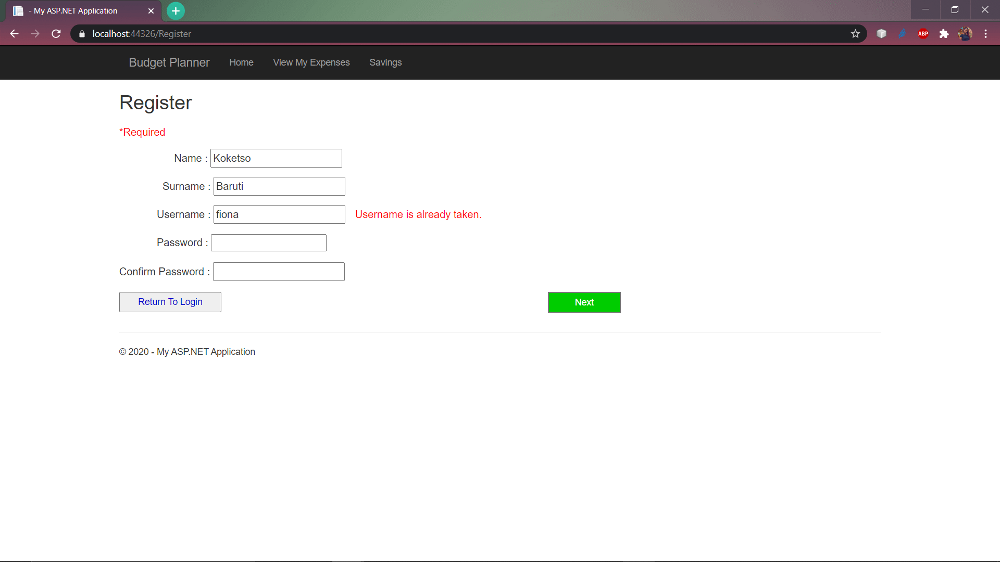 - My ASP.NET Application
localhost:44326/Register
ABP
Budget Planner Home View My Expenses Savings
Register
*Required
Name : Koketso
Surname : Baruti
Username : fiona Username is already taken.
Password :
Confirm Password :
Return To Login Next
© 2020 - My ASP.NET Application